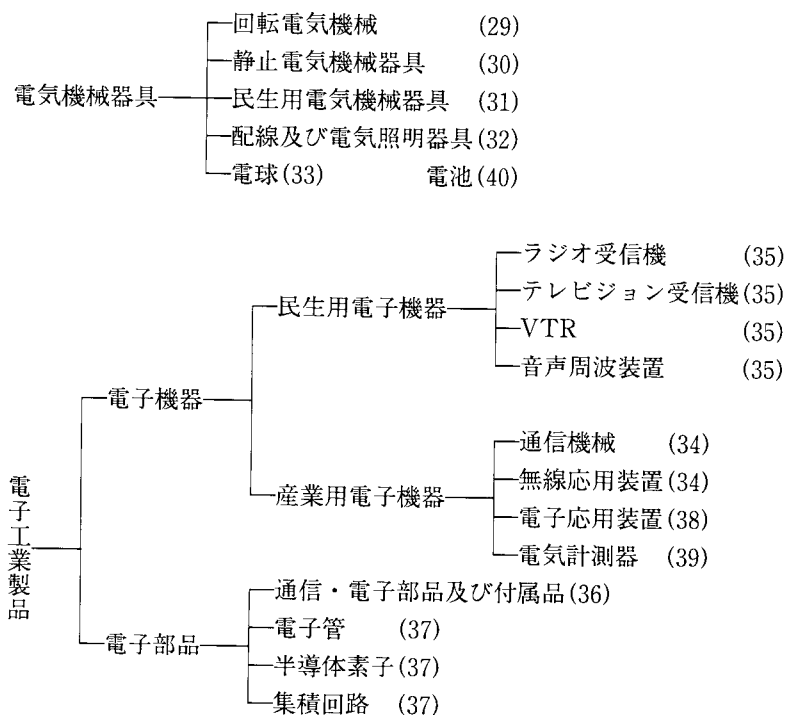 回転電気機械 (29)
静止電気機械器具 (30)
電気機械器具 民生用電気機械器具 (31)
配線及び電気照明器具(32)
電球(33) 電池(40)
ラジオ受信機 (35)
民生用電子機器 テレビジョン受信機(35)
VTR (35)
音声周波装置 (35)
電子機器
通信機械 (34)
産業用電子機器 無線応用装置(34)
電子応用装置(38)
電気計測器 (39)
電子工業製品
通信・電子部品及び付属品(36)
電子部品 電子管 (37)
半導体素子(37)
集積回路 (37)